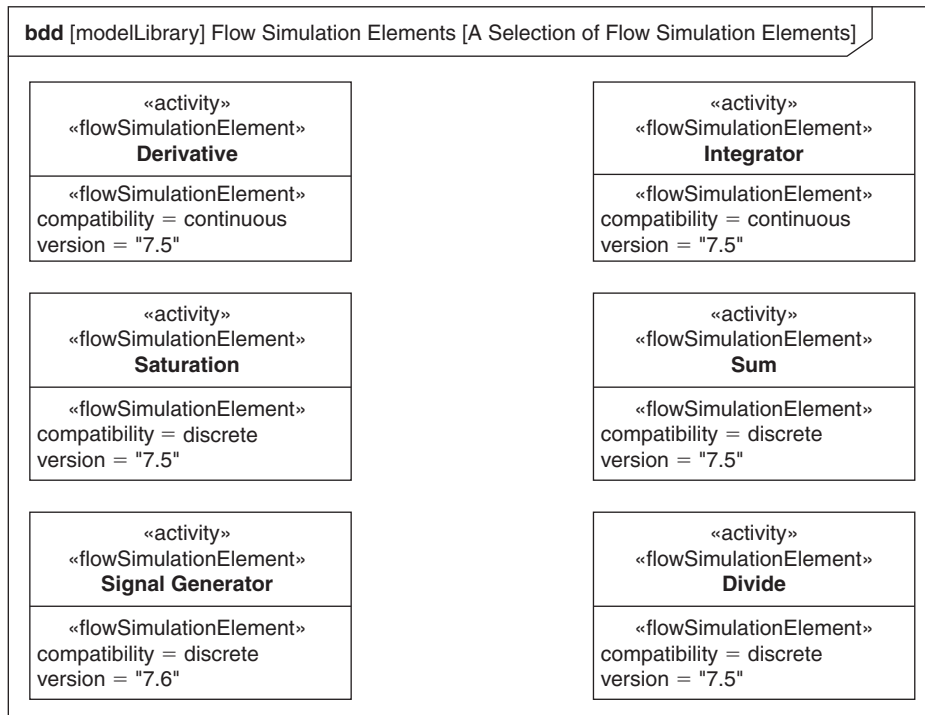 bdd [modelLibrary] Flow Simulation Elements [A Selection of Flow Simulation Elements]
«activity»
«flowSimulationElement»
Derivative
«flowSimulationElement»
compatibility = continuous
version = "7.5"
«activity»
«flowSimulationElement»
Integrator
«flowSimulationElement»
compatibility = continuous
version = "7.5"
«activity»
«flowSimulationElement»
Saturation
«flowSimulationElement»
compatibility = discrete
version = "7.5"
«activity»
«flowSimulationElement»
Sum
«flowSimulationElement»
compatibility = discrete
version = "7.5"
«activity»
«flowSimulationElement»
Signal Generator
«flowSimulationElement»
compatibility = discrete
version = "7.6"
«activity»
«flowSimulationElement»
Divide
«flowSimulationElement»
compatibility = discrete
version = "7.5"